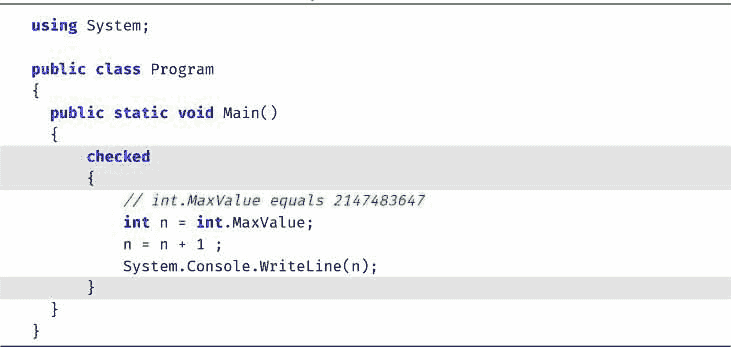 using System;
public class Program
{
public static void Main()
{
checked
{
// int.MaxValue equals 2147483647
int n = int.MaxValue;
n = n + 1 ;
System.Console.WriteLine(n);
}
}
}